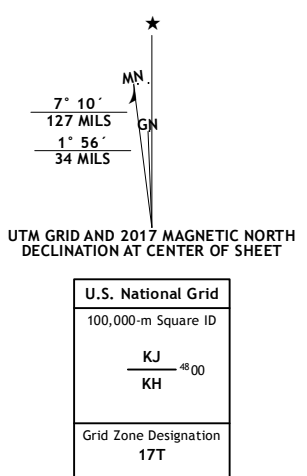 ★
MN
7° 10´
127 MILS
GN
1° 56´
34 MILS
UTM GRID AND 2017 MAGNETIC NORTH
DECLINATION AT CENTER OF SHEET
U.S. National Grid
100,000-m Square ID
KJ
4800
KH
Grid Zone Designation
17T